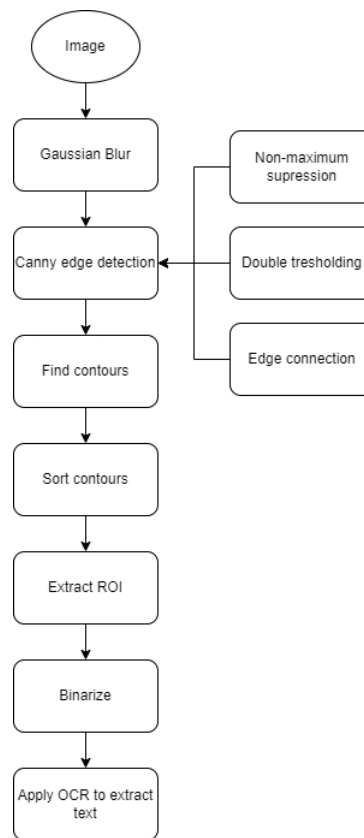 Image
Gaussian Blur
Non-maximum
supression
Canny edge detection
Double tresholding
Find contours
Edge connection
Sort contours
Extract ROI
Binarize
Apply OCR to extract
text